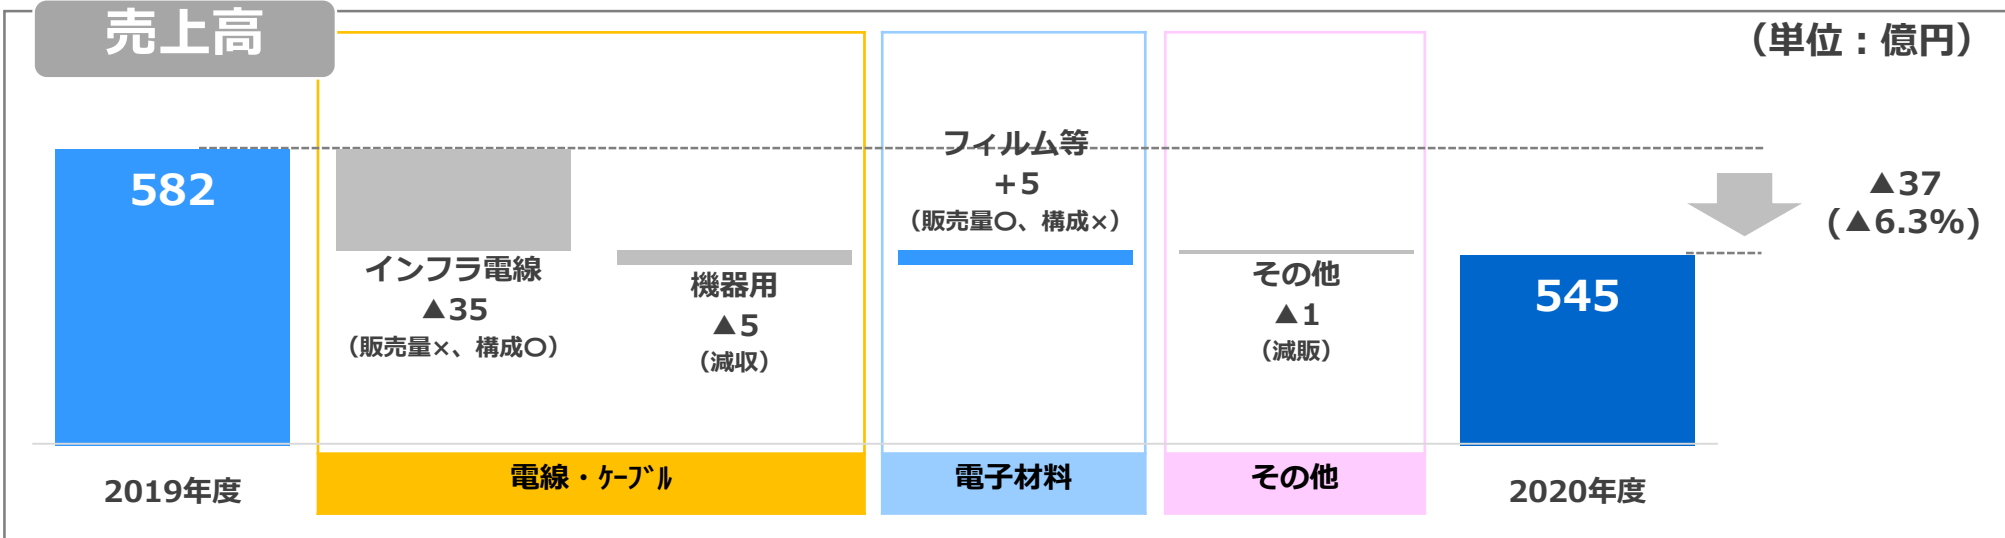 売上高
（単位：億円）
582
インフラ電線
▲35
（販売量×、構成〇）
機器用
▲5
（減収）
フィルム等
＋5
（販売量〇、構成×）
その他
▲1
（減販）
545
▲37
(▲6.3%)
2019年度
電線・ｹｰﾌﾞﾙ
電子材料
その他
2020年度